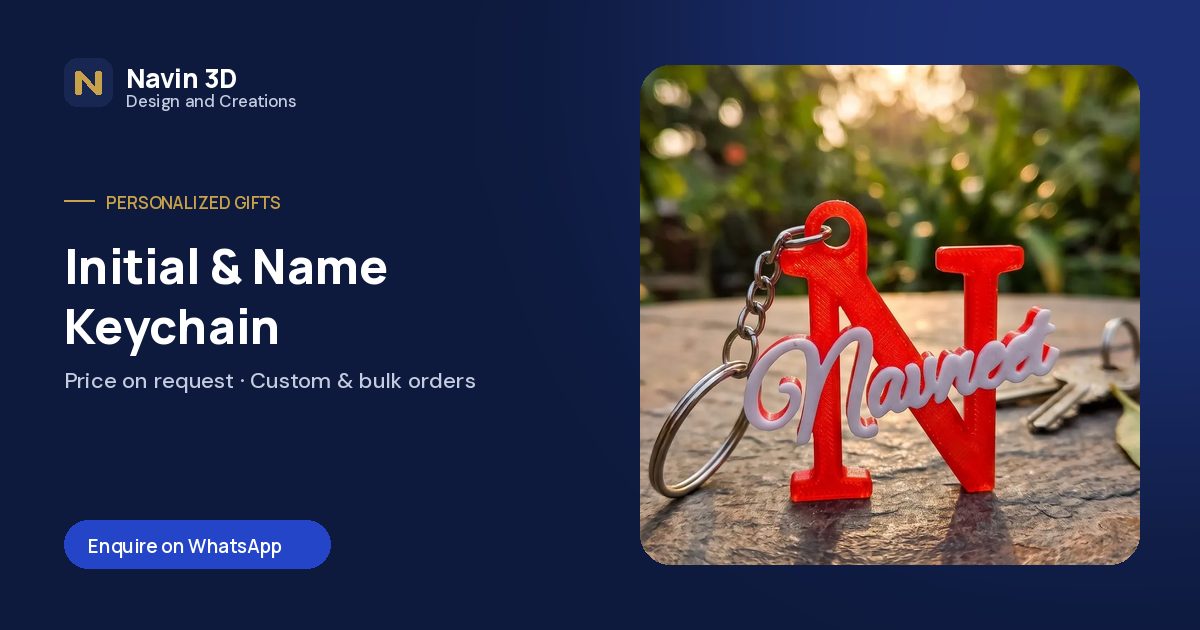 N
Navin 3D
Design and Creations
PERSONALIZED GIFTS
Initial & Name
Keychain
Price on request · Custom & bulk orders
Enquire on WhatsApp
N
Navneet